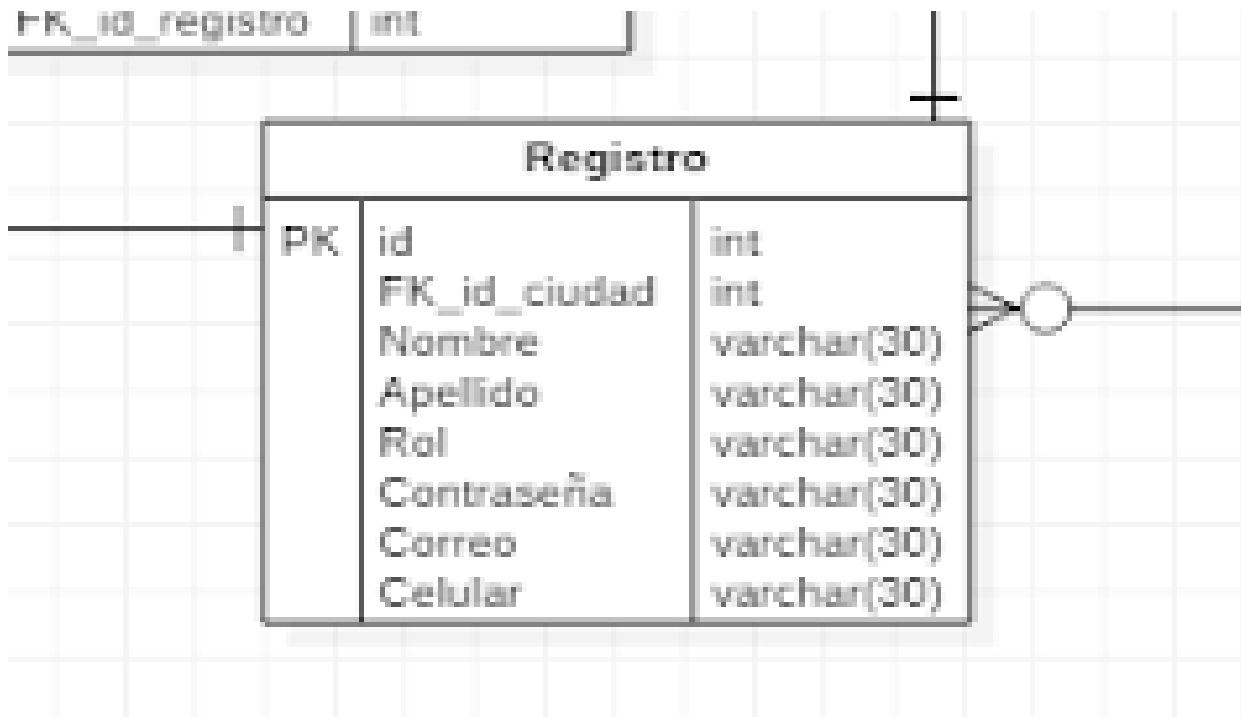 FK_id_registro int
Registro
PK id int
FK_id_ciudad int
Nombre varchar(30)
Apellido varchar(30)
Rol varchar(30)
Contraseña varchar(30)
Correo varchar(30)
Celular varchar(30)